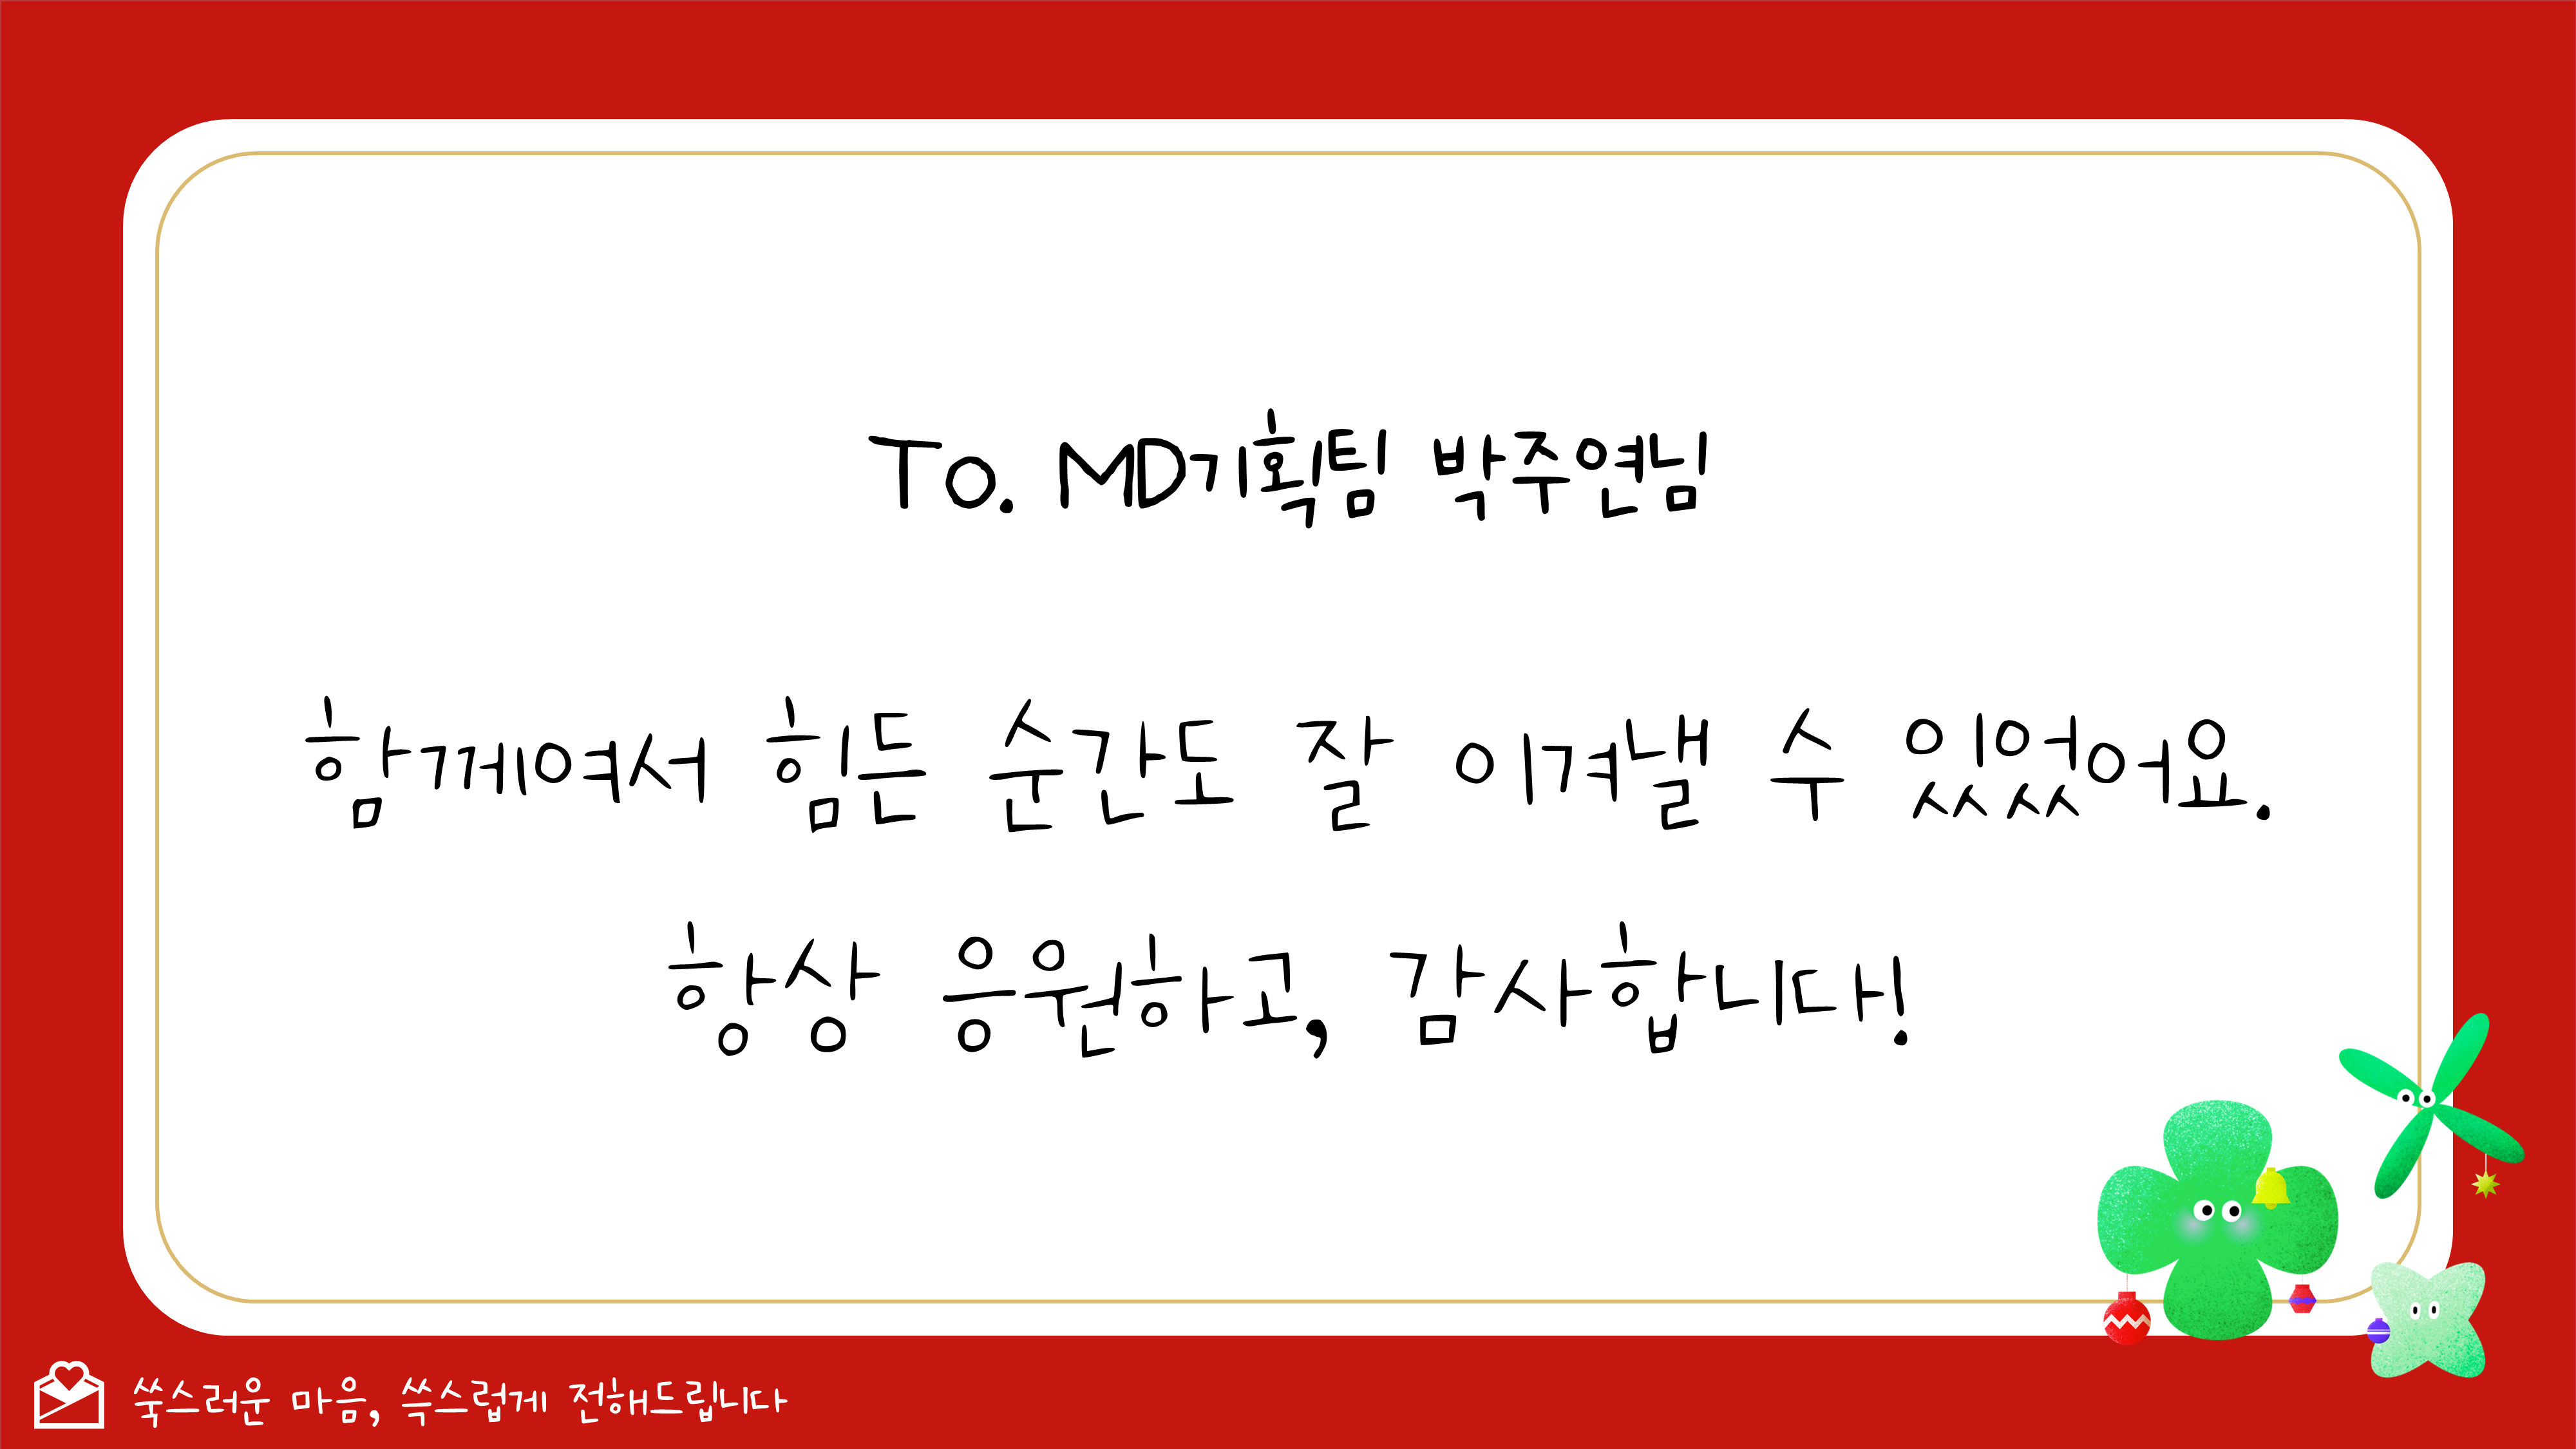 To. MD기획팀 박주연님
함께여서 힘든 순간도 잘 이겨낼 수 있었어요.
항상 응원하고, 감사합니다!
쑥스러운 마음, 쓱스럽게 전해드립니다